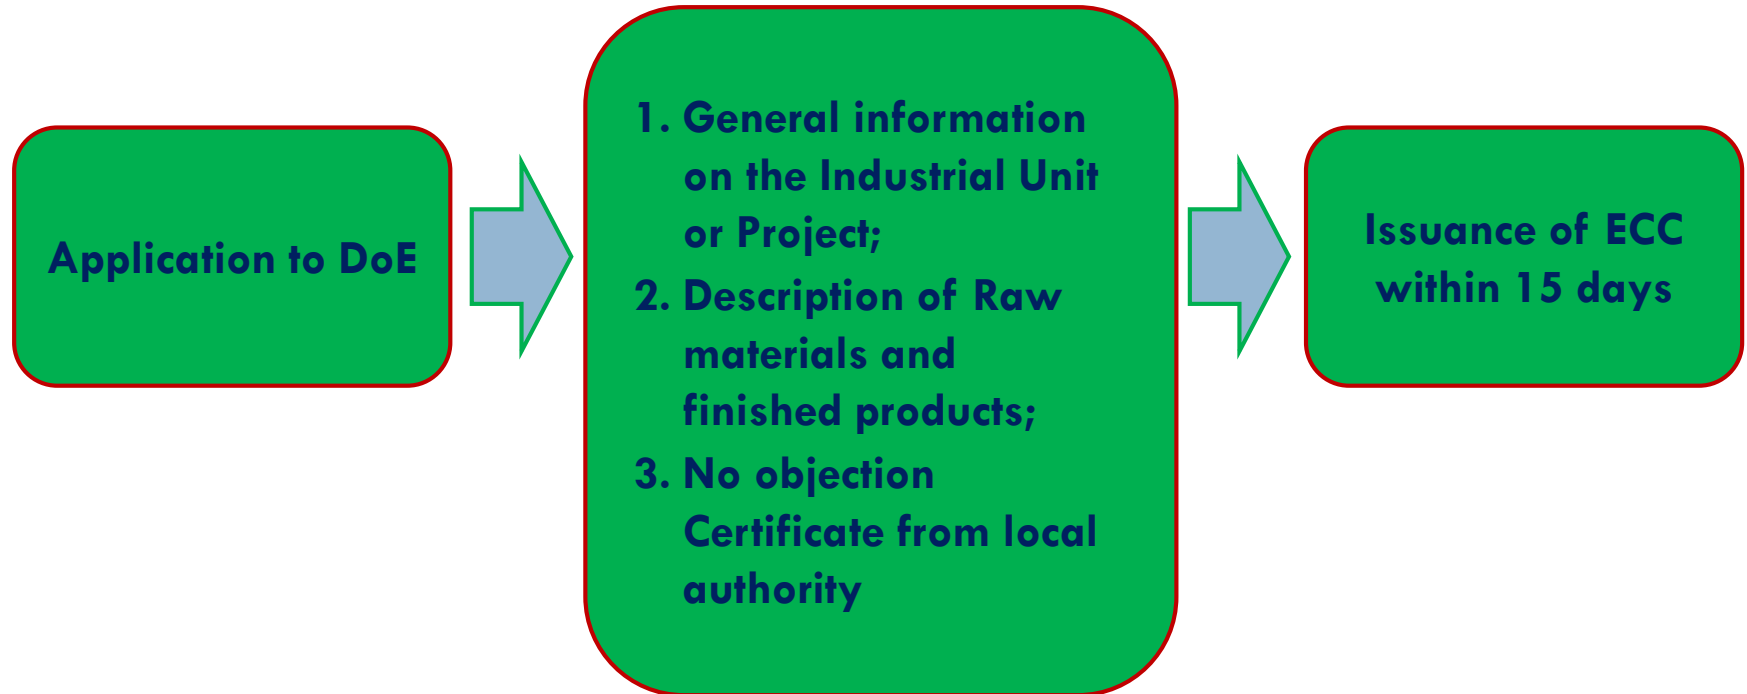 Application to DoE
1. General information
on the Industrial Unit
or Project;
2. Description of Raw
materials and
finished products;
3. No objection
Certificate from local
authority
Issuance of ECC
within 15 days